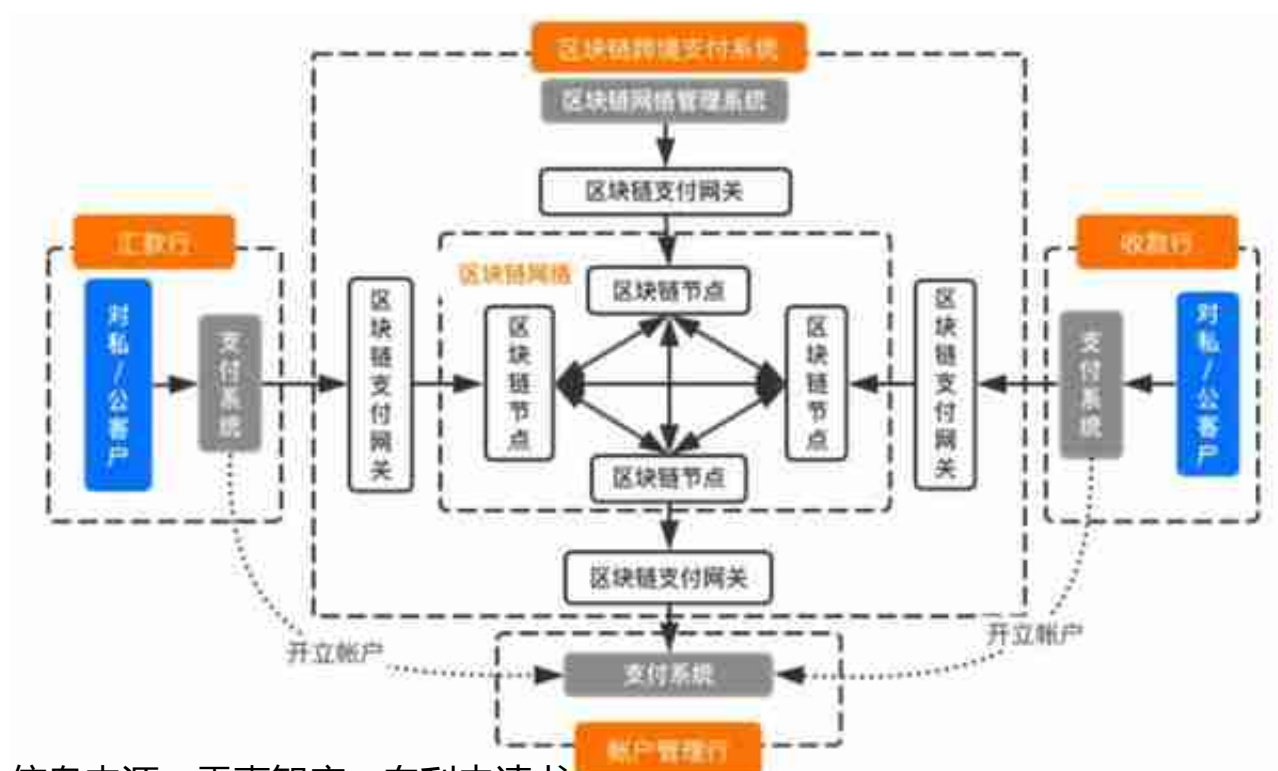 区块链跨境支付系统
区块链网络管理系统
区块链支付网关
汇款行
收款行
区块链网络
区块链节点
对私/公客户
支付系统
区块链支付网关
区块链节点
区块链节点
区块链支付网关
支付系统
对私/公客户
区块链节点
区块链支付网关
开立帐户
开立帐户
支付系统
帐户管理行